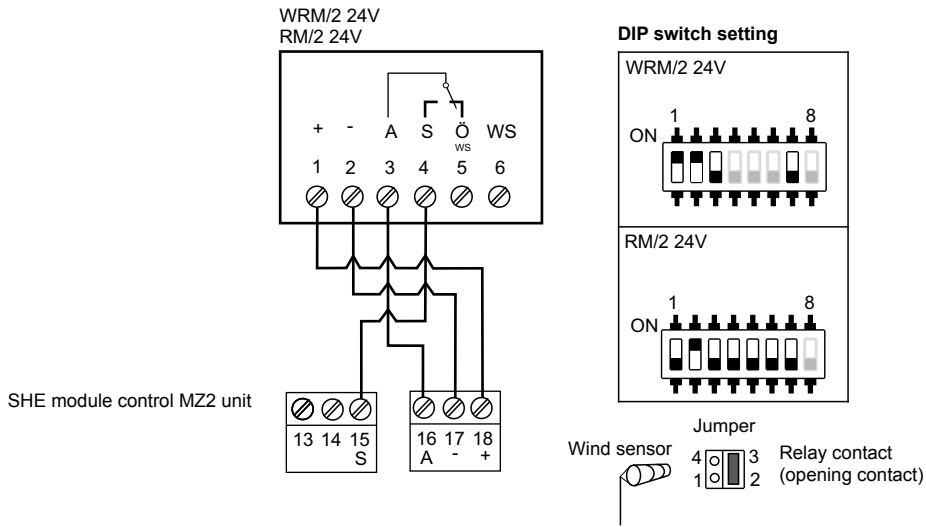 WRM/2 24V
RM/2 24V
+ - A S Ö WS
WS
1 2 3 4 5 6
SHE module control MZ2 unit
13 14 15
S
16 17 18
A - +
DIP switch setting
WRM/2 24V
1 8
ON
RM/2 24V
1 8
ON
Jumper
Wind sensor
4 3
1 2
Relay contact
(opening contact)